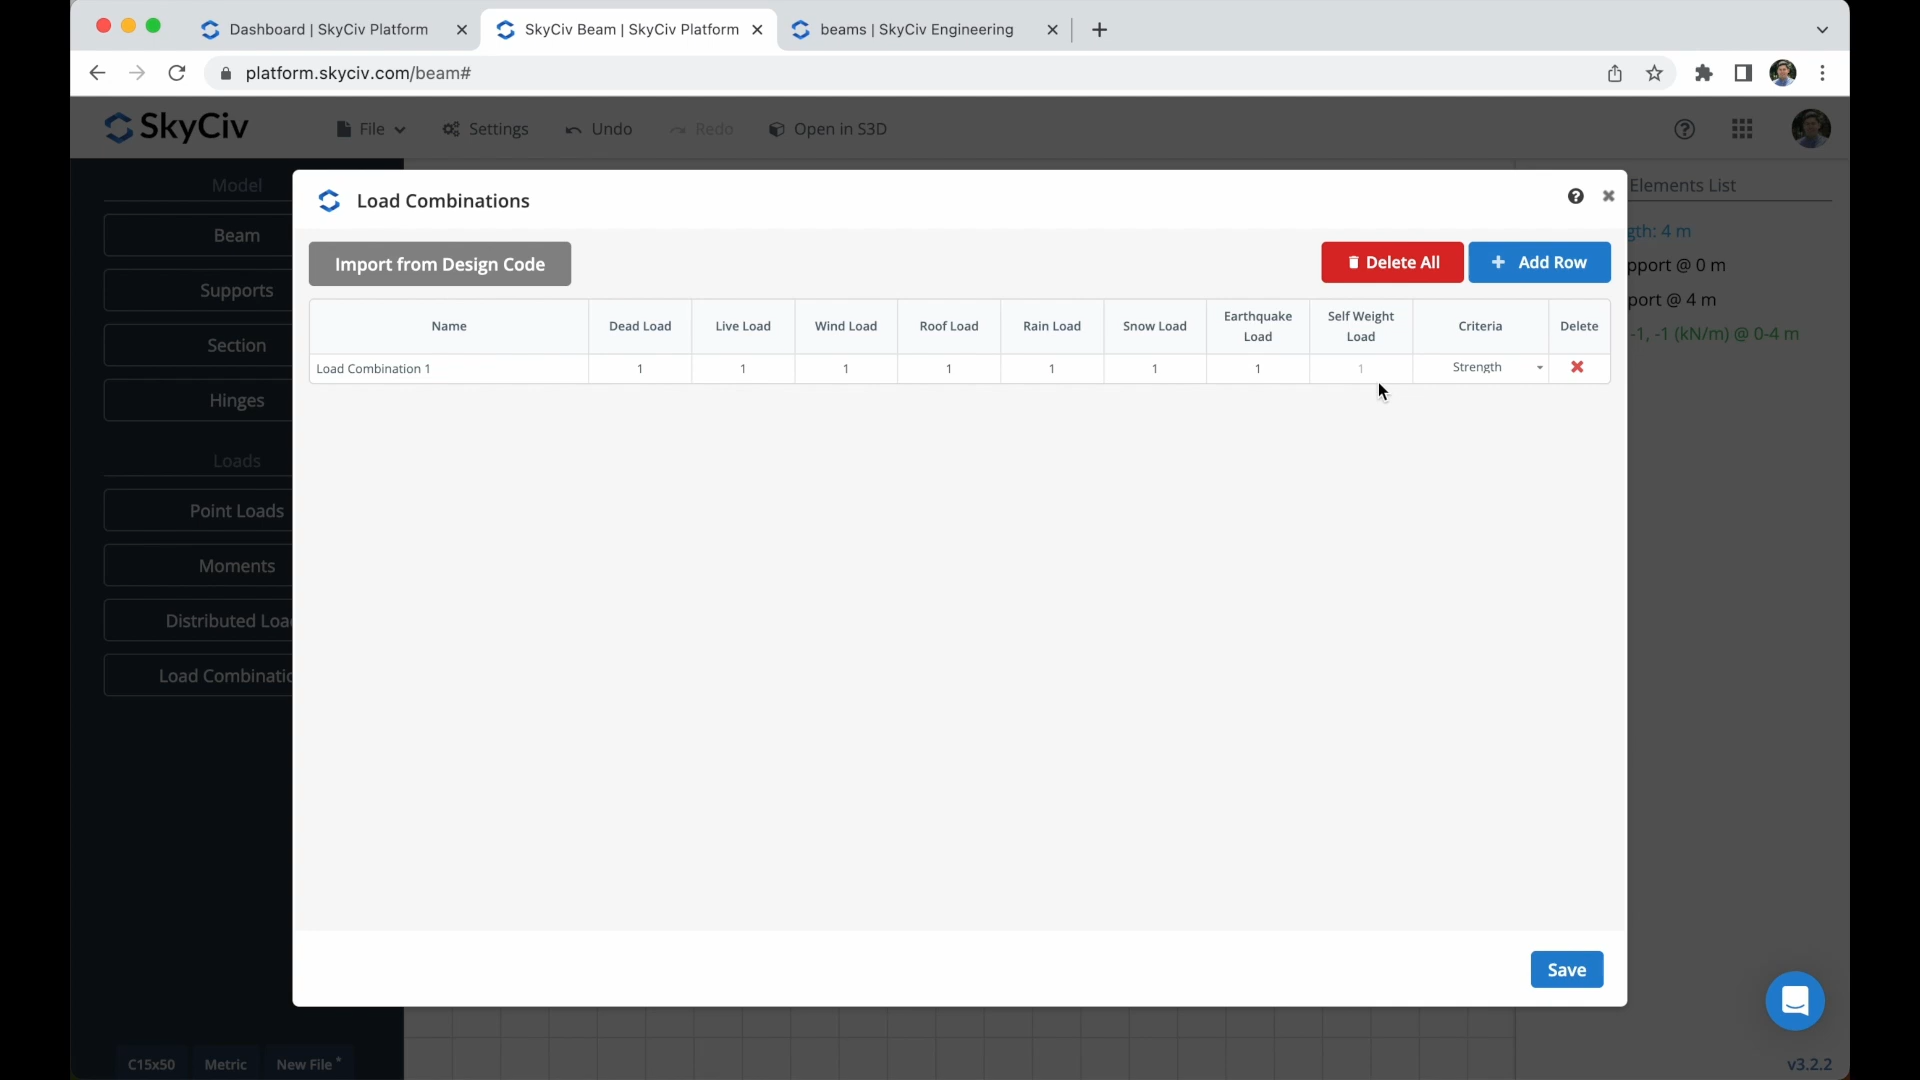 Dashboard | SkyCiv Platform
SkyCiv Beam | SkyCiv Platform
beams | SkyCiv Engineering
platform.skyciv.com/beam#
SkyCiv
File
Settings
Undo
Redo
Open in S3D
Model
Beam
Supports
Section
Hinges
Loads
Point Loads
Moments
Distributed Loa
Load Combinatio
C15x50
Metric
New File *
Load Combinations
Import from Design Code
Delete All
+ Add Row
Name Dead Load Live Load Wind Load Roof Load Rain Load Snow Load Earthquake Load Self Weight Load Criteria Delete
Load Combination 1 1 1 1 1 1 1 1 1 Strength
Save
Elements List
gth: 4 m
pport @ 0 m
port @ 4 m
-1, -1 (kN/m) @ 0-4 m
v3.2.2